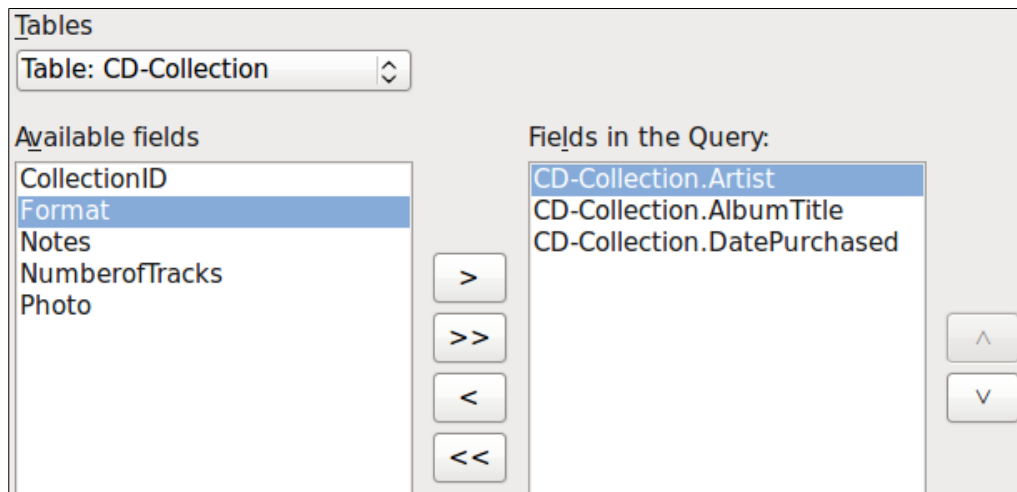 Tables
Table: CD-Collection
Available fields
CollectionID
Format
Notes
NumberofTracks
Photo
>
>>
<
<<
Fields in the Query:
CD-Collection.Artist
CD-Collection.AlbumTitle
CD-Collection.DatePurchased